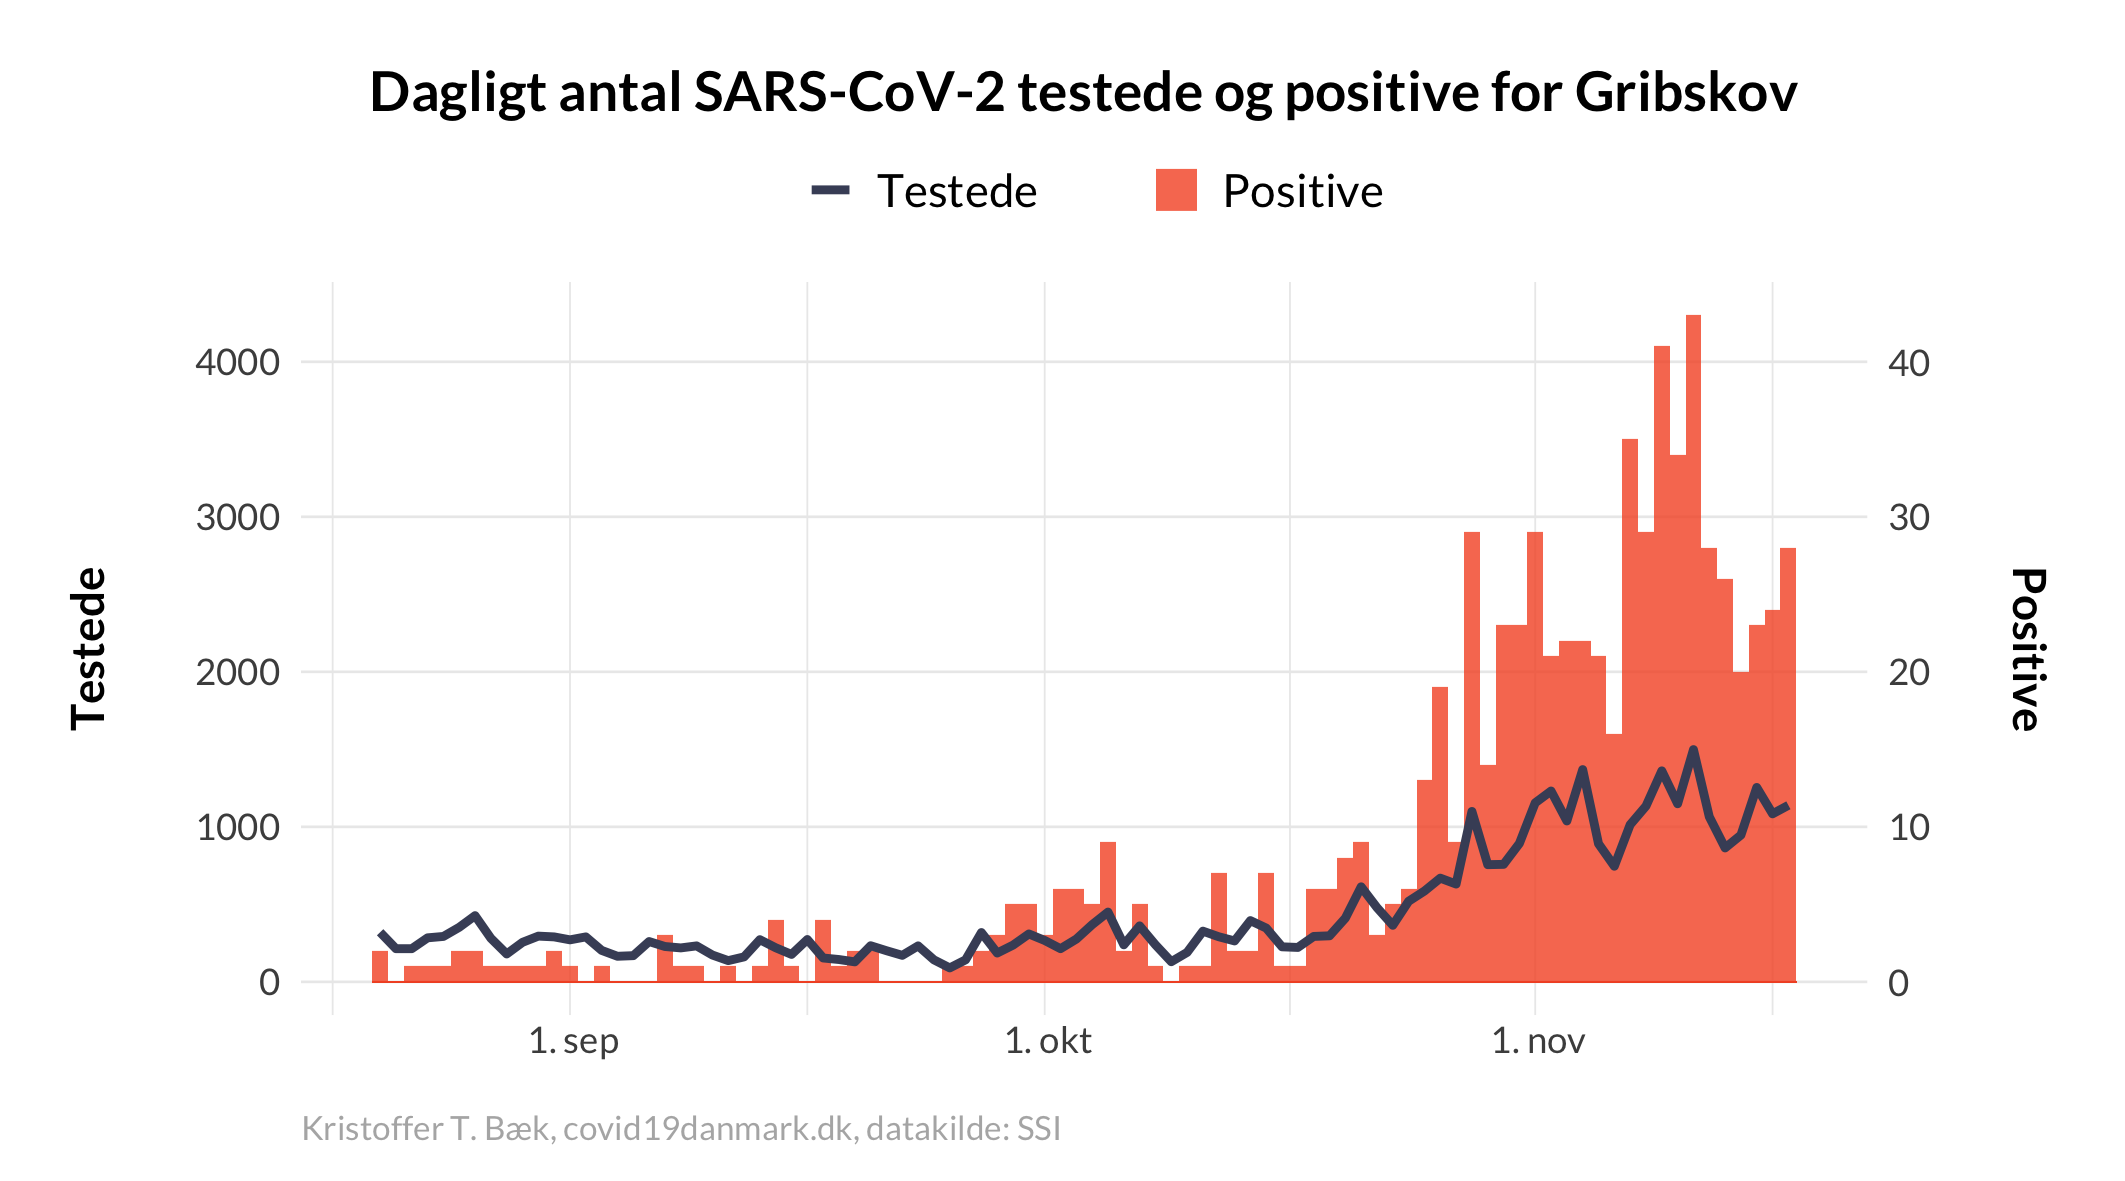 Dagligt antal SARS-CoV-2 testede og positive for Gribskov
Testede
Positive
Testede
4000
3000
2000
1000
0
40
30
20
10
0
Positive
1. sep
1. okt
1. nov
Kristoffer T. Bæk, covid19danmark.dk, datakilde: SSI